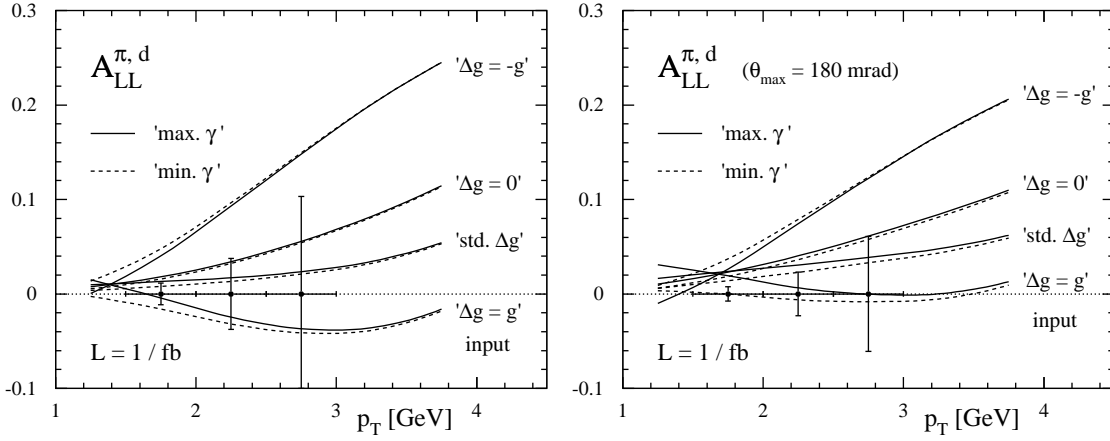 0.3
0.2
0.1
0
-0.1
A_LL^π, d
'max. γ'
'min. γ'
'Δg = -g'
'Δg = 0'
'std. Δg'
'Δg = g'
input
L = 1 / fb
1 2 3 4
p_T [GeV]
0.3
0.2
0.1
0
-0.1
A_LL^π, d (θ_max = 180 mrad)
'max. γ'
'min. γ'
'Δg = -g'
'Δg = 0'
'std. Δg'
'Δg = g'
input
L = 1 / fb
1 2 3 4
p_T [GeV]